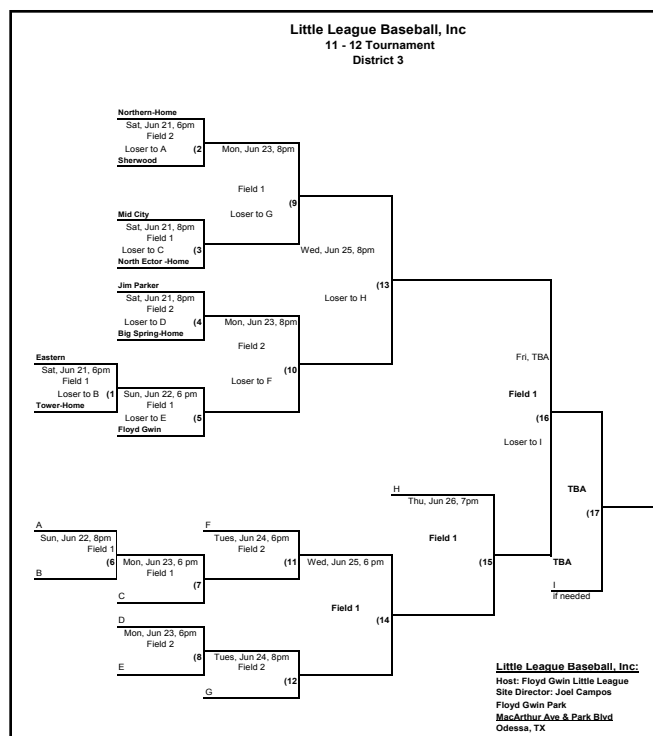 Little League Baseball, Inc
11 - 12 Tournament
District 3
Northern-Home
Sat, Jun 21, 6pm
Field 2
Loser to A (2
Sherwood
Mon, Jun 23, 8pm
Field 1
(9
Loser to G
Mid City
Sat, Jun 21, 8pm
Field 1
Loser to C (3
North Ector -Home
Wed, Jun 25, 8pm
(13
Loser to H
Jim Parker
Sat, Jun 21, 8pm
Field 2
Loser to D (4
Big Spring-Home
Mon, Jun 23, 8pm
Field 2
(10
Loser to F
Eastern
Sat, Jun 21, 6pm
Field 1
Loser to B (1
Tower-Home
Sun, Jun 22, 6 pm
Field 1
Loser to E (5
Floyd Gwin
Fri, TBA
Field 1
(16
Loser to I
H
Thu, Jun 26, 7pm
Field 1
(15
TBA
(17
TBA
I
if needed
A
Sun, Jun 22, 8pm
Field 1
(6
B
F
Tues, Jun 24, 6pm
Field 2
(11
Mon, Jun 23, 6 pm
Field 1
(7
C
Wed, Jun 25, 6 pm
Field 1
(14
D
Mon, Jun 23, 6pm
Field 2
(8
E
Tues, Jun 24, 8pm
Field 2
(12
G
Little League Baseball, Inc:
Host: Floyd Gwin Little League
Site Director: Joel Campos
Floyd Gwin Park
MacArthur Ave & Park Blvd
Odessa, TX